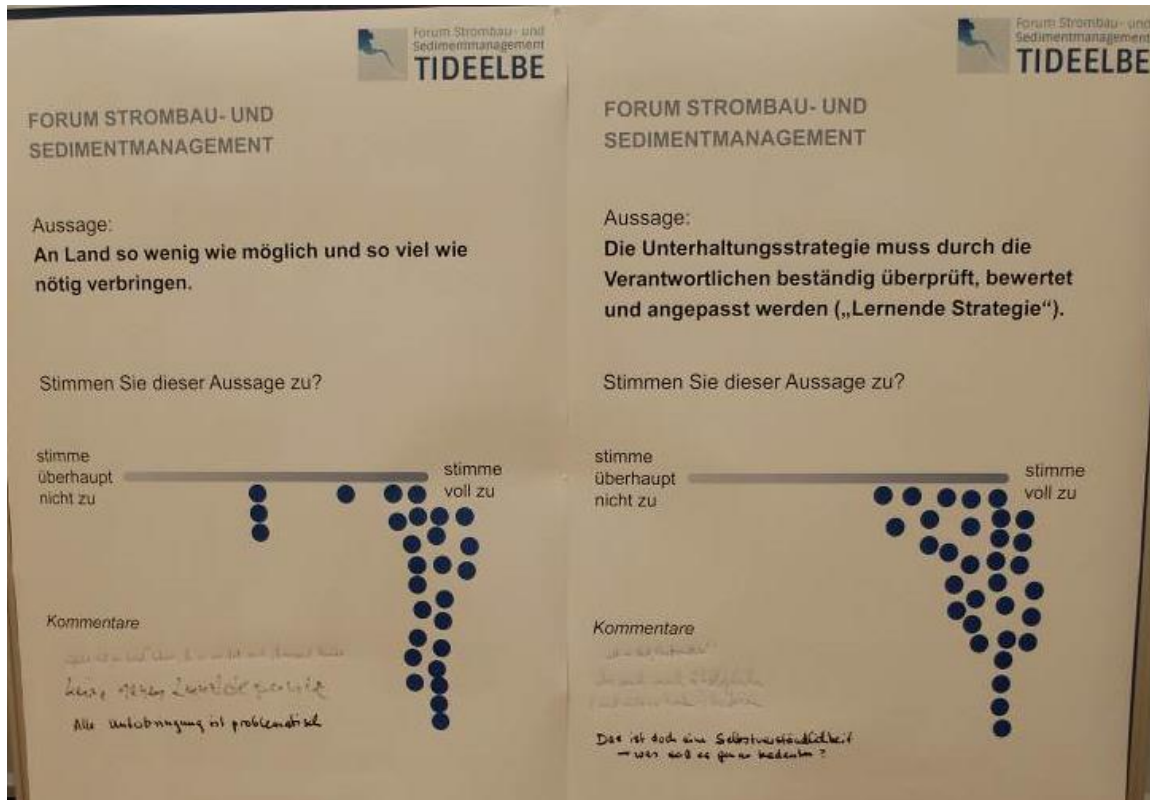 Forum Strombau- und
Sedimentmanagement
TIDEELBE
FORUM STROMBAU- UND
SEDIMENTMANAGEMENT
Aussage:
An Land so wenig wie möglich und so viel wie
nötig verbringen.
Stimmen Sie dieser Aussage zu?
stimme
überhaupt
nicht zu
stimme
voll zu
Kommentare
keine neuen
Alle Unterbringung ist problematisch
Forum Strombau- und
Sedimentmanagement
TIDEELBE
FORUM STROMBAU- UND
SEDIMENTMANAGEMENT
Aussage:
Die Unterhaltungsstrategie muss durch die
Verantwortlichen beständig überprüft, bewertet
und angepasst werden („Lernende Strategie“).
Stimmen Sie dieser Aussage zu?
stimme
überhaupt
nicht zu
stimme
voll zu
Kommentare
Das ist doch eine Selbstverständlichkeit
– was soll es genau bedeuten?